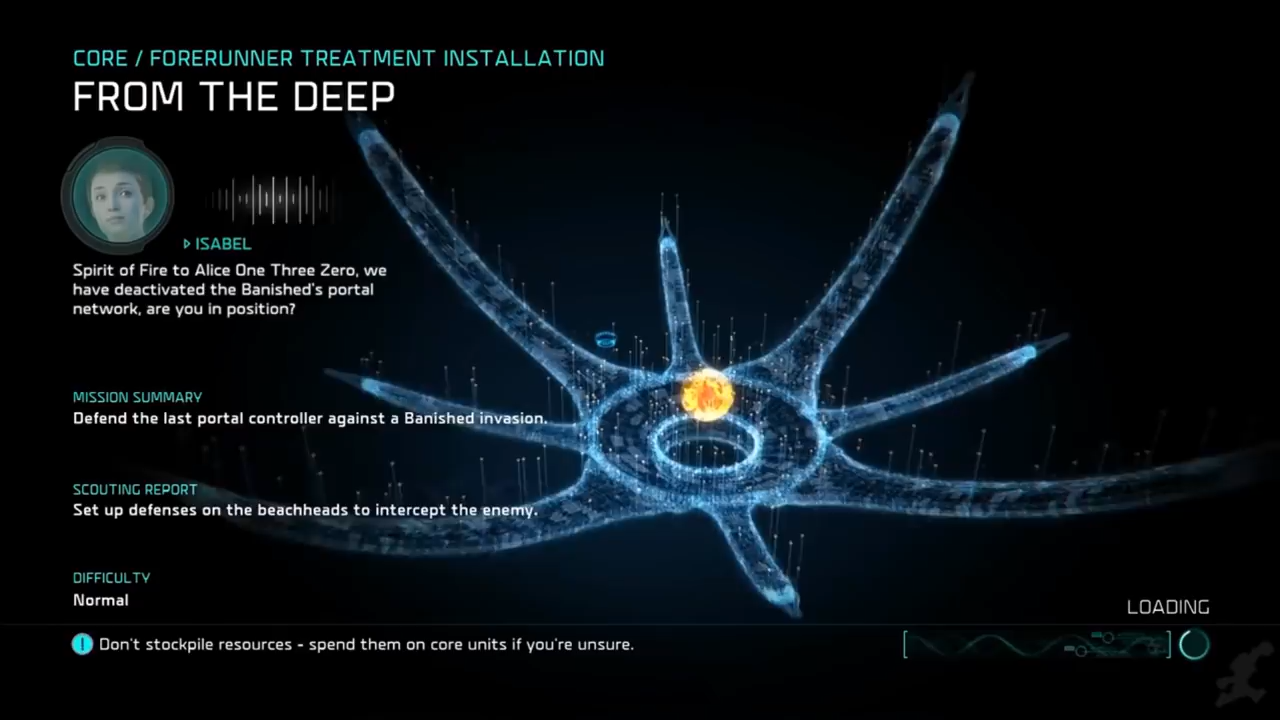 CORE / FORERUNNER TREATMENT INSTALLATION
FROM THE DEEP
ISABEL
Spirit of Fire to Alice One Three Zero, we
have deactivated the Banished's portal
network, are you in position?
MISSION SUMMARY
Defend the last portal controller against a Banished invasion.
SCOUTING REPORT
Set up defenses on the beachheads to intercept the enemy.
DIFFICULTY
Normal
LOADING
Don't stockpile resources - spend them on core units if you're unsure.